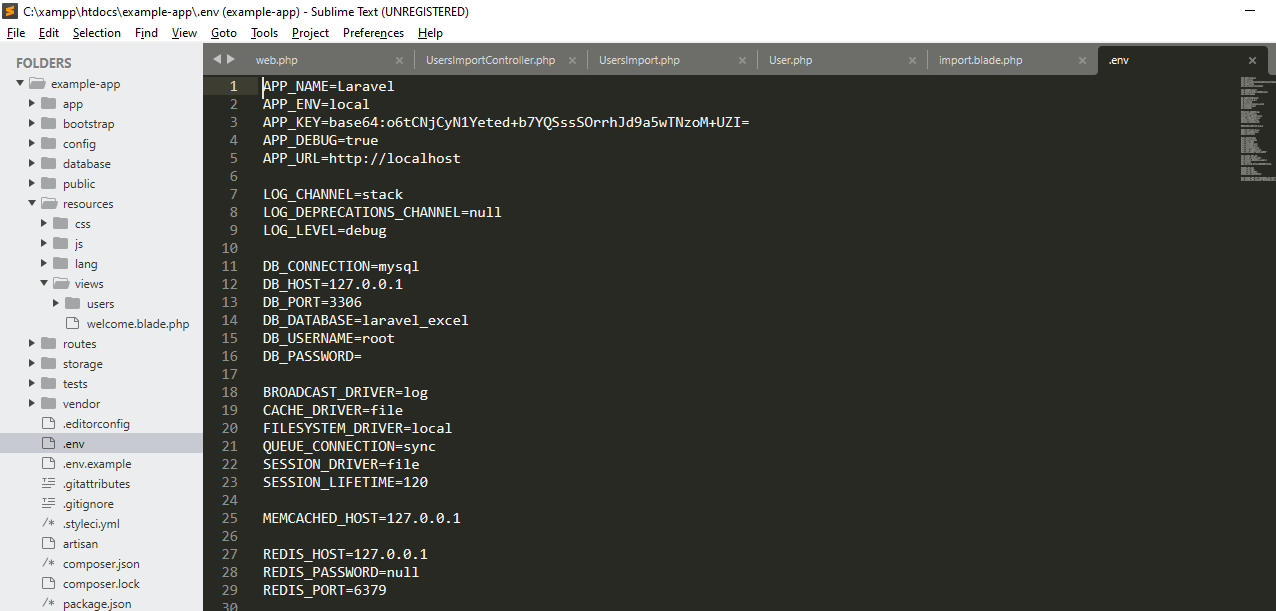 C:\xampp\htdocs\example-app\.env (example-app) - Sublime Text (UNREGISTERED)
File Edit Selection Find View Goto Tools Project Preferences Help
FOLDERS
example-app
app
bootstrap
config
database
public
resources
css
js
lang
views
users
welcome.blade.php
routes
storage
tests
vendor
.editorconfig
.env
.env.example
.gitattributes
.gitignore
/* .styleci.yml
artisan
/* composer.json
composer.lock
/* package.json
web.php × UsersImportController.php × UsersImport.php × User.php × import.blade.php × .env ×
1 APP_NAME=Laravel
2 APP_ENV=local
3 APP_KEY=base64:o6tCNjCyN1Yeted+b7YQSssSOrrhJd9a5wTNzoM+UZI=
4 APP_DEBUG=true
5 APP_URL=http://localhost
6
7 LOG_CHANNEL=stack
8 LOG_DEPRECATIONS_CHANNEL=null
9 LOG_LEVEL=debug
10
11 DB_CONNECTION=mysql
12 DB_HOST=127.0.0.1
13 DB_PORT=3306
14 DB_DATABASE=laravel_excel
15 DB_USERNAME=root
16 DB_PASSWORD=
17
18 BROADCAST_DRIVER=log
19 CACHE_DRIVER=file
20 FILESYSTEM_DRIVER=local
21 QUEUE_CONNECTION=sync
22 SESSION_DRIVER=file
23 SESSION_LIFETIME=120
24
25 MEMCACHED_HOST=127.0.0.1
26
27 REDIS_HOST=127.0.0.1
28 REDIS_PASSWORD=null
29 REDIS_PORT=6379
30